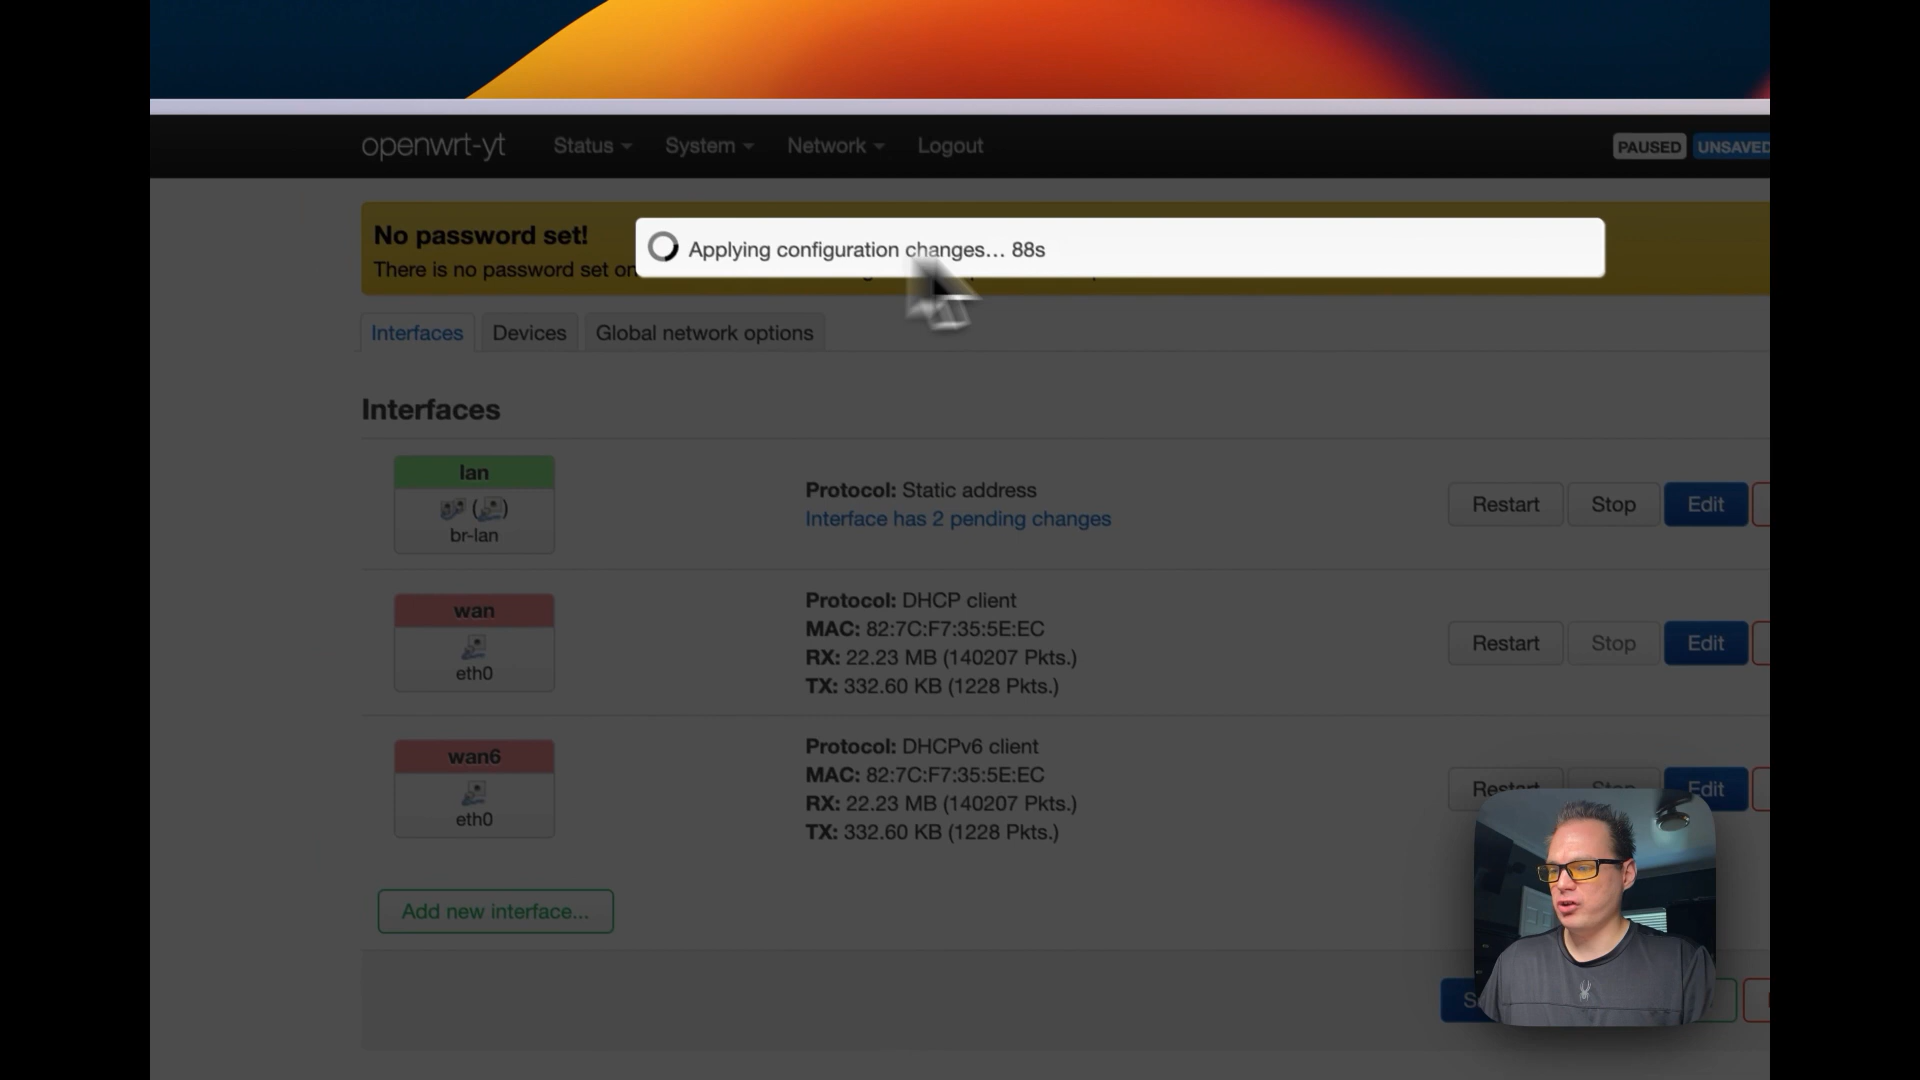 openwrt-yt Status System Network Logout PAUSED UNSAVED
No password set!
Applying configuration changes... 88s
There is no password set on
Interfaces Devices Global network options
Interfaces
lan
br-lan
Protocol: Static address
Interface has 2 pending changes
Restart Stop Edit
wan
eth0
Protocol: DHCP client
MAC: 82:7C:F7:35:5E:EC
RX: 22.23 MB (140207 Pkts.)
TX: 332.60 KB (1228 Pkts.)
Restart Stop Edit
wan6
eth0
Protocol: DHCPv6 client
MAC: 82:7C:F7:35:5E:EC
RX: 22.23 MB (140207 Pkts.)
TX: 332.60 KB (1228 Pkts.)
Restart Stop Edit
Add new interface...